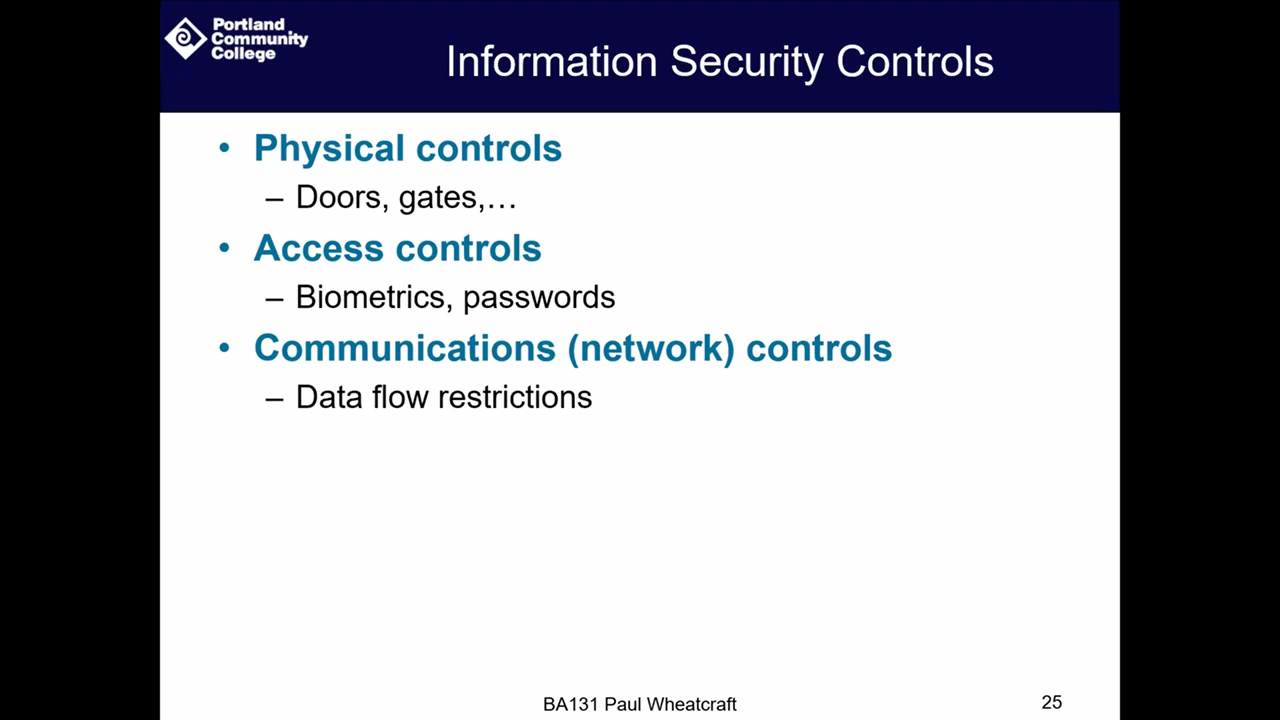 Portland
Community
College
Information Security Controls
• Physical controls
– Doors, gates,…
• Access controls
– Biometrics, passwords
• Communications (network) controls
– Data flow restrictions
BA131 Paul Wheatcraft
25